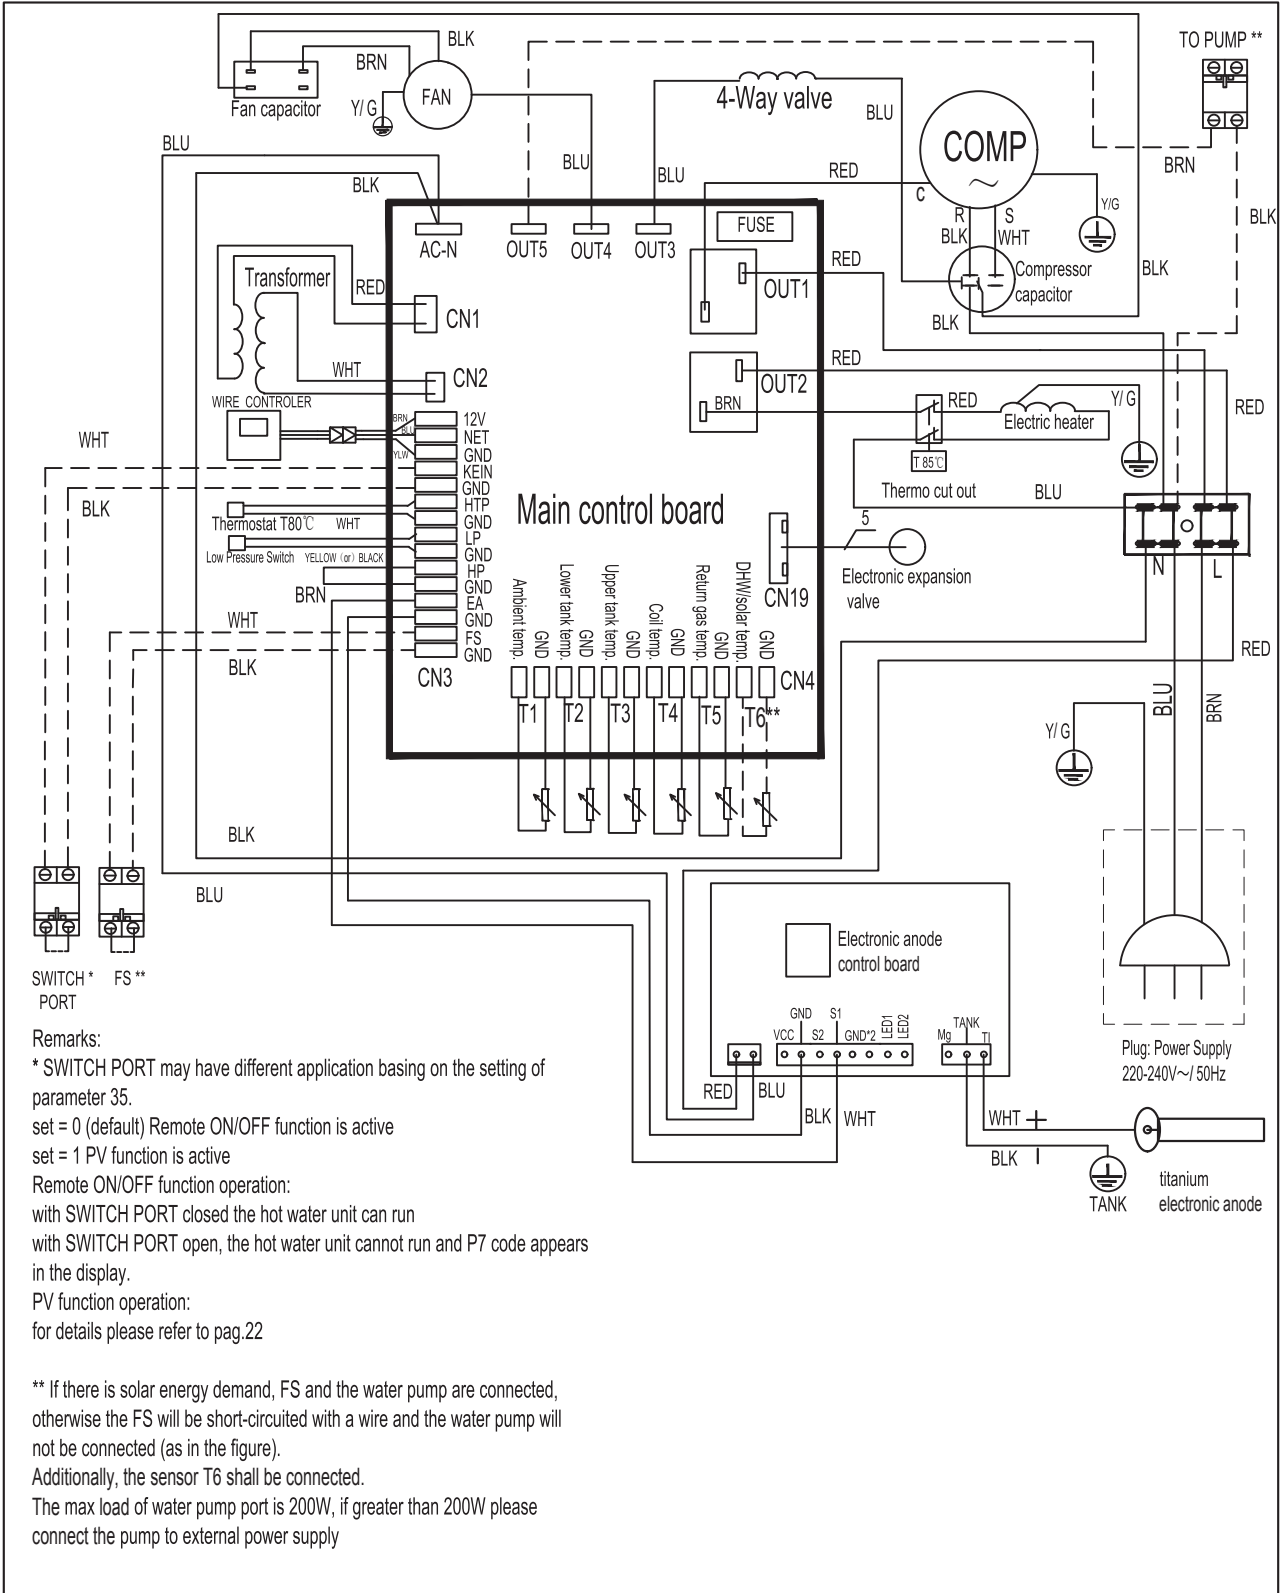 BLK
TO PUMP **
BRN
Fan capacitor
Y/ G
FAN
4-Way valve
BLU
COMP
BLU
BLK
BLU
BLU
RED
C
BRN
R
S
Y/G
BLK
BLK
WHT
FUSE
AC-N
OUT5
OUT4
OUT3
Transformer
RED
RED
Compressor
capacitor
BLK
OUT1
CN1
BLK
WHT
CN2
OUT2
RED
WIRE CONTROLER
BRN
RED
Y/ G
RED
Electric heater
WHT
BRN
BLU
YLW
12V
NET
GND
KEIN
GND
HTP
GND
LP
GND
HP
GND
EA
GND
FS
GND
CN3
T 85℃
Thermo cut out
BLU
BLK
Thermostat T80℃
WHT
Low Pressure Switch
YELLOW (or) BLACK
BRN
WHT
BLK
Main control board
5
Electronic expansion
valve
CN19
N
L
Ambient temp.
GND
Lower tank temp.
GND
Upper tank temp.
GND
Coil temp.
GND
Return gas temp.
GND
DHW/solar temp.
GND
CN4
T1
T2
T3
T4
T5
T6**
RED
BLU
BRN
Y/ G
BLK
BLU
Electronic anode
control board
SWITCH *
PORT
FS **
VCC
GND
S2
S1
GND*2
LED1
LED2
Mg
TANK
TI
Plug: Power Supply
220-240V～/ 50Hz
RED
BLU
BLK
WHT
WHT
+
BLK
TANK
titanium
electronic anode
Remarks:
* SWITCH PORT may have different application basing on the setting of
parameter 35.
set = 0 (default) Remote ON/OFF function is active
set = 1 PV function is active
Remote ON/OFF function operation:
with SWITCH PORT closed the hot water unit can run
with SWITCH PORT open, the hot water unit cannot run and P7 code appears
in the display.
PV function operation:
for details please refer to pag.22
** If there is solar energy demand, FS and the water pump are connected,
otherwise the FS will be short-circuited with a wire and the water pump will
not be connected (as in the figure).
Additionally, the sensor T6 shall be connected.
The max load of water pump port is 200W, if greater than 200W please
connect the pump to external power supply